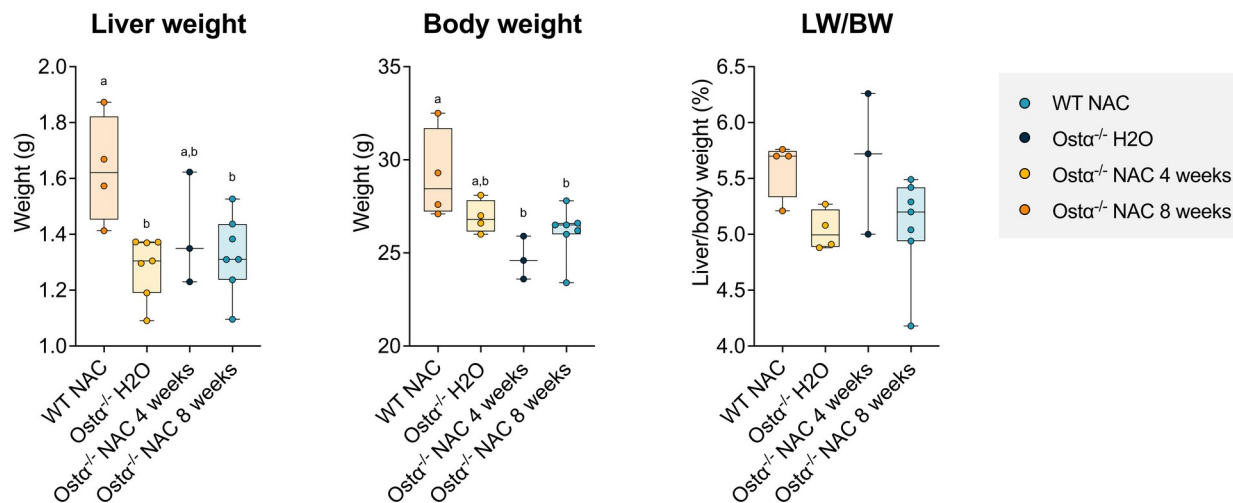 Liver weight
Weight (g)
2.0
1.8
1.6
1.4
1.2
1.0
a
b
a,b
b
WT NAC
Ostα⁻/⁻ H2O
Ostα⁻/⁻ NAC 4 weeks
Ostα⁻/⁻ NAC 8 weeks
Body weight
Weight (g)
35
30
25
20
a
a,b
b
b
WT NAC
Ostα⁻/⁻ H2O
Ostα⁻/⁻ NAC 4 weeks
Ostα⁻/⁻ NAC 8 weeks
LW/BW
Liver/body weight (%)
6.5
6.0
5.5
5.0
4.5
4.0
WT NAC
Ostα⁻/⁻ H2O
Ostα⁻/⁻ NAC 4 weeks
Ostα⁻/⁻ NAC 8 weeks
WT NAC
Ostα⁻/⁻ H2O
Ostα⁻/⁻ NAC 4 weeks
Ostα⁻/⁻ NAC 8 weeks